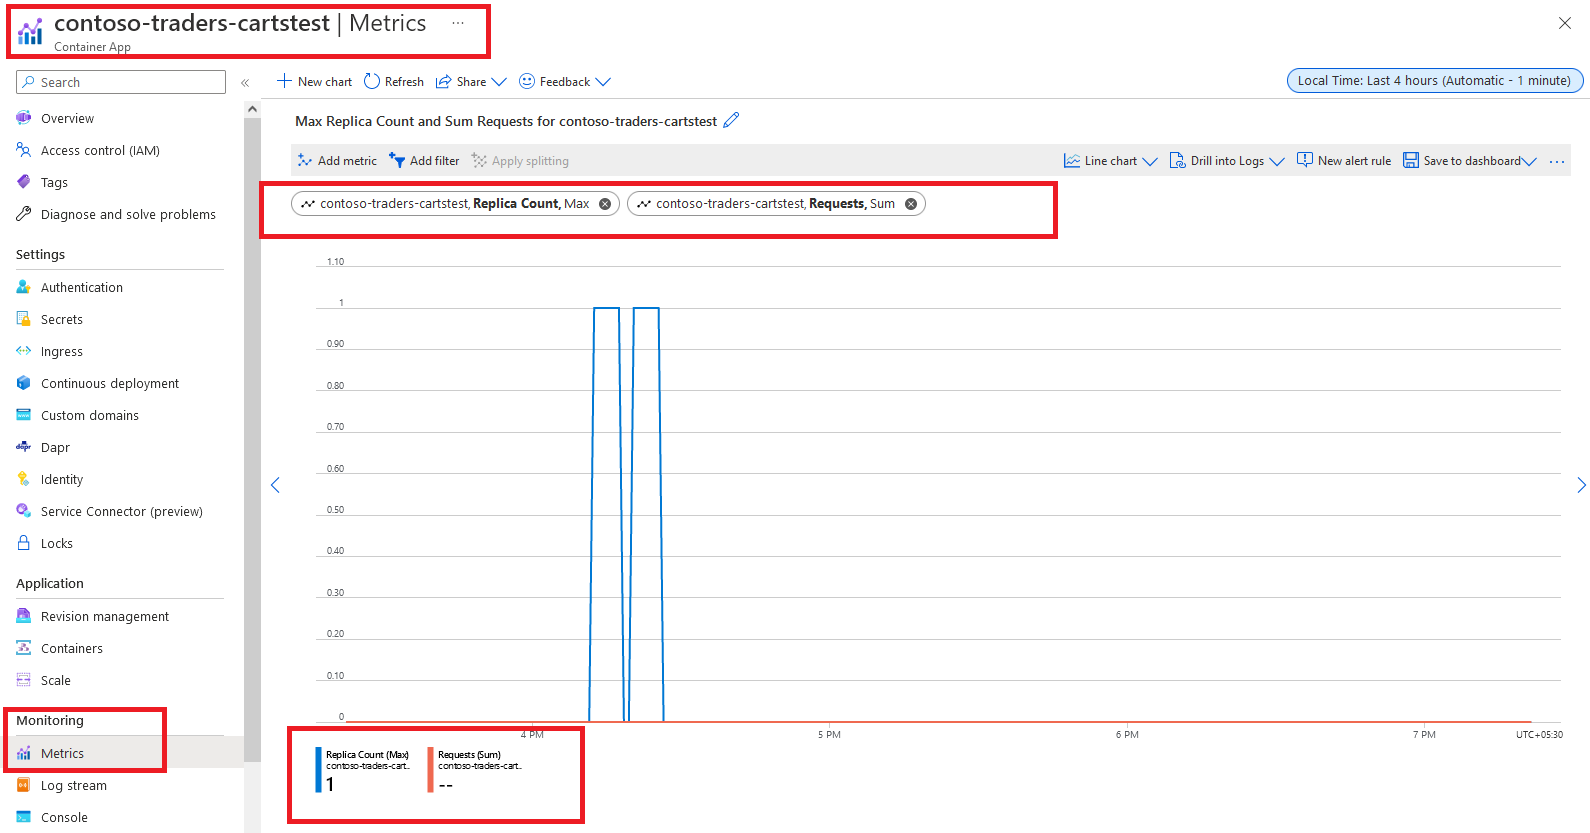 contoso-traders-cartstest | Metrics ...
Container App
Search
«
New chart
Refresh
Share
Feedback
Local Time: Last 4 hours (Automatic - 1 minute)
Overview
Access control (IAM)
Tags
Diagnose and solve problems
Settings
Authentication
Secrets
Ingress
Continuous deployment
Custom domains
Dapr
Identity
Service Connector (preview)
Locks
Application
Revision management
Containers
Scale
Monitoring
Metrics
Log stream
Console
Max Replica Count and Sum Requests for contoso-traders-cartstest
Add metric
Add filter
Apply splitting
Line chart
Drill into Logs
New alert rule
Save to dashboard
...
contoso-traders-cartstest, Replica Count, Max
contoso-traders-cartstest, Requests, Sum
1.10
1
0.90
0.80
0.70
0.60
0.50
0.40
0.30
0.20
0.10
0
4 PM
5 PM
6 PM
7 PM
UTC+05:30
Replica Count (Max)
contoso-traders-cart..
1
Requests (Sum)
contoso-traders-cart..
--